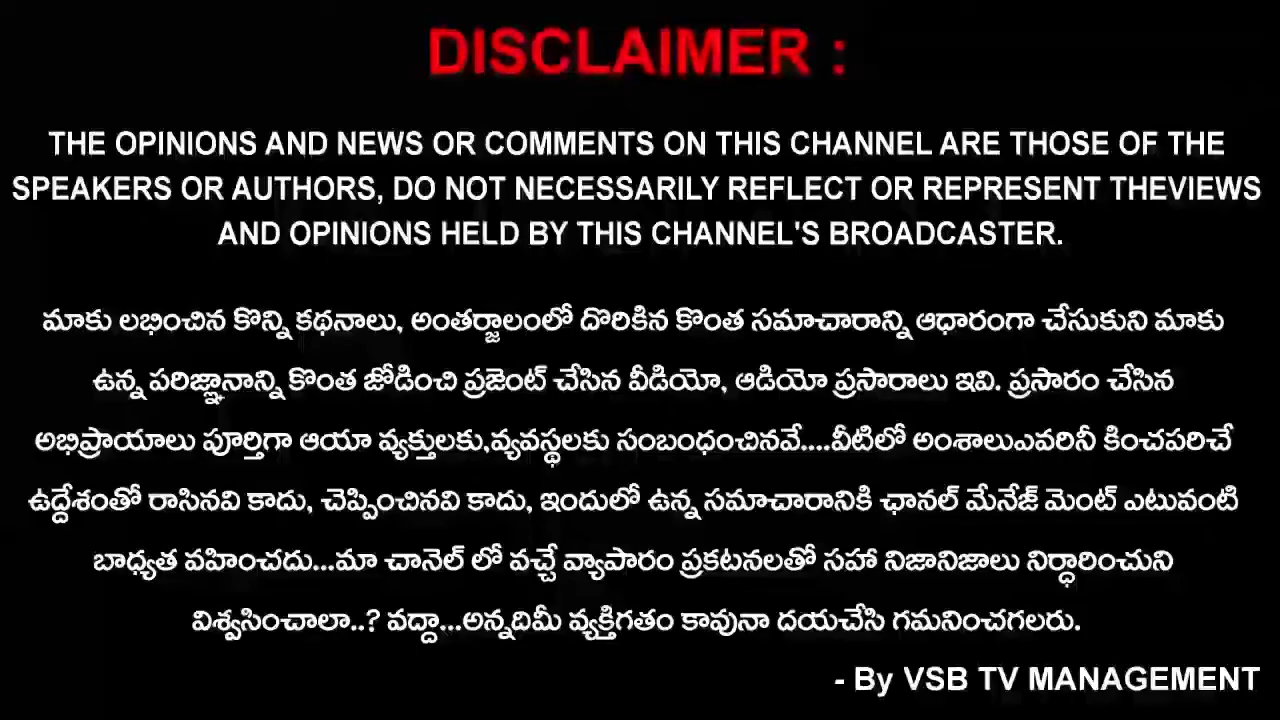 DISCLAIMER :
THE OPINIONS AND NEWS OR COMMENTS ON THIS CHANNEL ARE THOSE OF THE
SPEAKERS OR AUTHORS, DO NOT NECESSARILY REFLECT OR REPRESENT THEVIEWS
AND OPINIONS HELD BY THIS CHANNEL'S BROADCASTER.
మాకు లభించిన కొన్ని కథనాలు, అంతర్జాలంలో దొరికిన కొంత సమాచారాన్ని ఆధారంగా చేసుకుని మాకు
ఉన్న పరిజ్ఞానాన్ని కొంత జోడించి ప్రజెంట్ చేసిన వీడియో, ఆడియో ప్రసారాలు ఇవి. ప్రసారం చేసిన
అభిప్రాయాలు పూర్తిగా ఆయా వ్యక్తులకు,వ్యవస్థలకు సంబంధంచినవే....వీటిలో అంశాలుఎవరినీ కించపరిచే
ఉద్దేశంతో రాసినవి కాదు, చెప్పించినవి కాదు, ఇందులో ఉన్న సమాచారానికి ఛానల్ మేనేజ్ మెంట్ ఎటువంటి
బాధ్యత వహించదు...మా చానెల్ లో వచ్చే వ్యాపారం ప్రకటనలతో సహా నిజానిజాలు నిర్ధారించుని
విశ్వసించాలా..? వద్దా...అన్నదిమీ వ్యక్తిగతం కావునా దయచేసి గమనించగలరు.
- By VSB TV MANAGEMENT